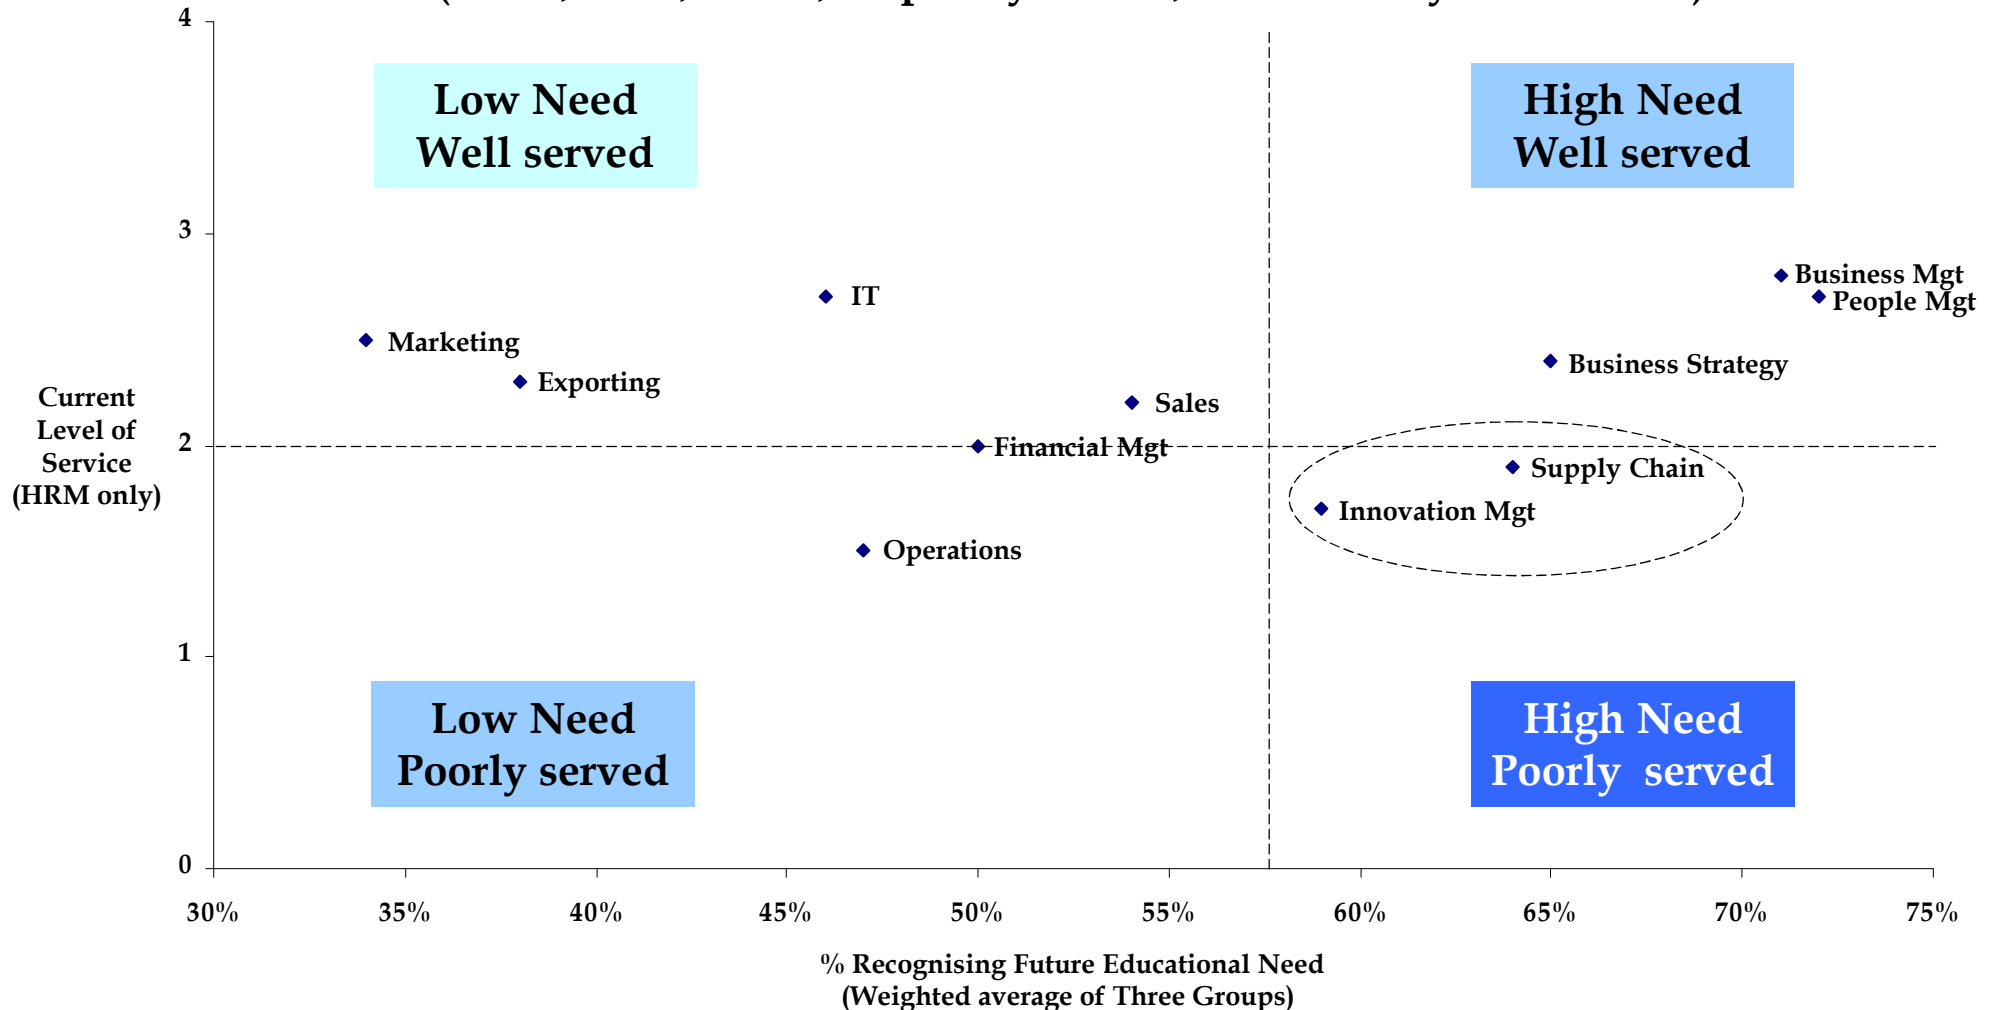 4
Low Need
Well served
High Need
Well served
3
Business Mgt
People Mgt
IT
Marketing
Business Strategy
Exporting
Sales
Current
Level of
Service
(HRM only)
2
Financial Mgt
Supply Chain
Innovation Mgt
Operations
1
Low Need
Poorly served
High Need
Poorly served
0
30% 35% 40% 45% 50% 55% 60% 65% 70% 75%
% Recognising Future Educational Need
(Weighted average of Three Groups)